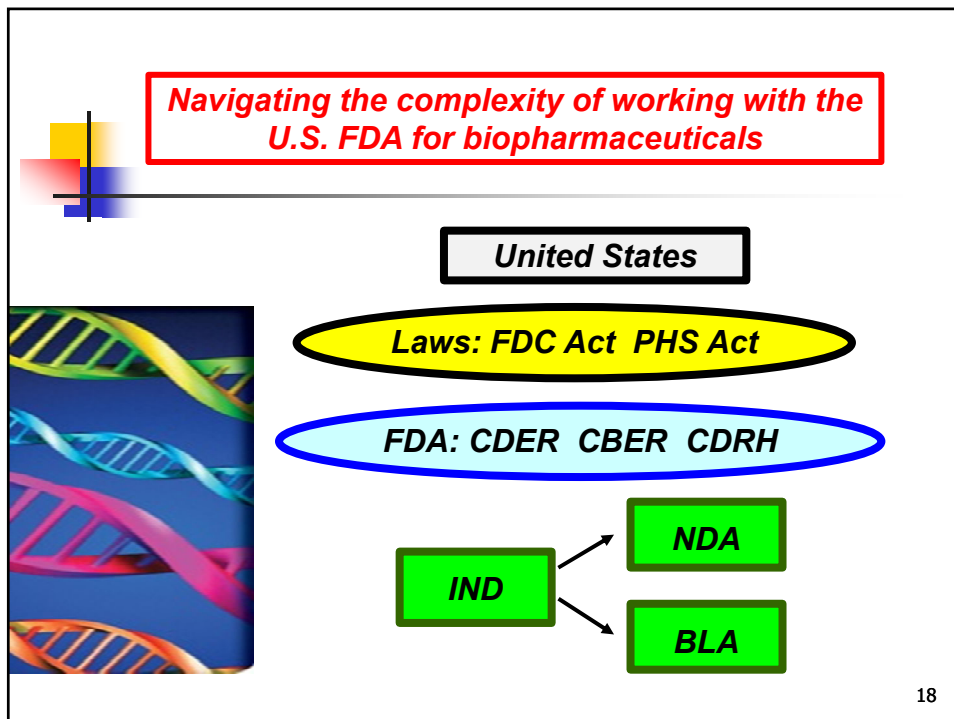 Navigating the complexity of working with the
U.S. FDA for biopharmaceuticals
United States
Laws: FDC Act PHS Act
FDA: CDER CBER CDRH
NDA
IND
BLA
18